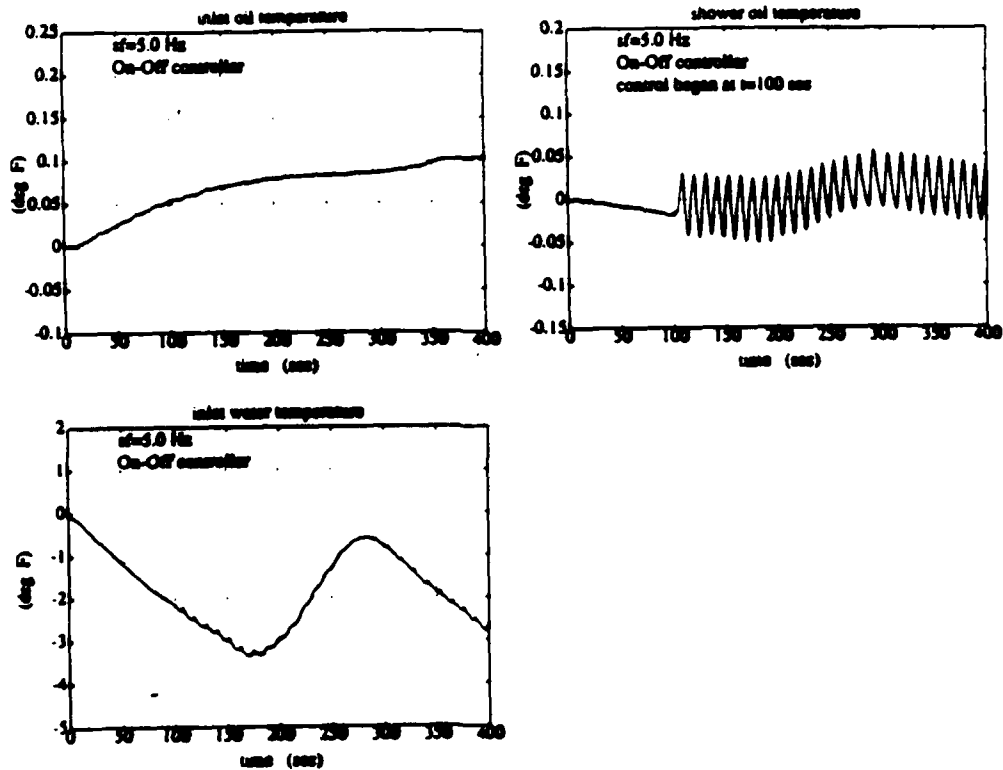 inlet oil temperature
0.25
0.2
0.15
0.1
0.05
0
-0.05
-0.1
sf=5.0 Hz
On-Off controller
(deg F)
0 50 100 150 200 250 300 350 400
time (sec)
shower oil temperature
0.2
0.15
0.1
0.05
0
-0.05
-0.1
-0.15
sf=5.0 Hz
On-Off controller
control began at t=100 sec
(deg F)
0 50 100 150 200 250 300 350 400
time (sec)
inlet water temperature
2
1
0
-1
-2
-3
-4
-5
sf=5.0 Hz
On-Off controller
(deg F)
0 50 100 150 200 250 300 350 400
time (sec)